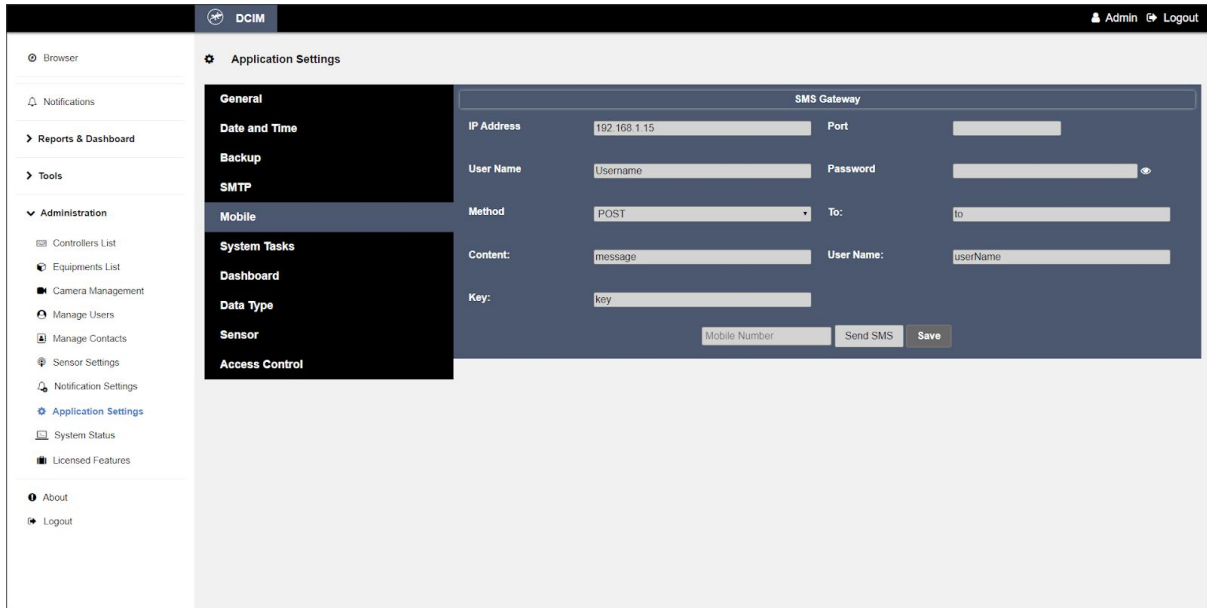 DCIM
Admin Logout
Browser
Notifications
Reports & Dashboard
Tools
Administration
Controllers List
Equipments List
Camera Management
Manage Users
Manage Contacts
Sensor Settings
Notification Settings
Application Settings
System Status
Licensed Features
About
Logout
Application Settings
General
Date and Time
Backup
SMTP
Mobile
System Tasks
Dashboard
Data Type
Sensor
Access Control
SMS Gateway
IP Address 192.168.1.15 Port
User Name Username Password
Method POST To: to
Content: message User Name: userName
Key: key
Mobile Number Send SMS Save